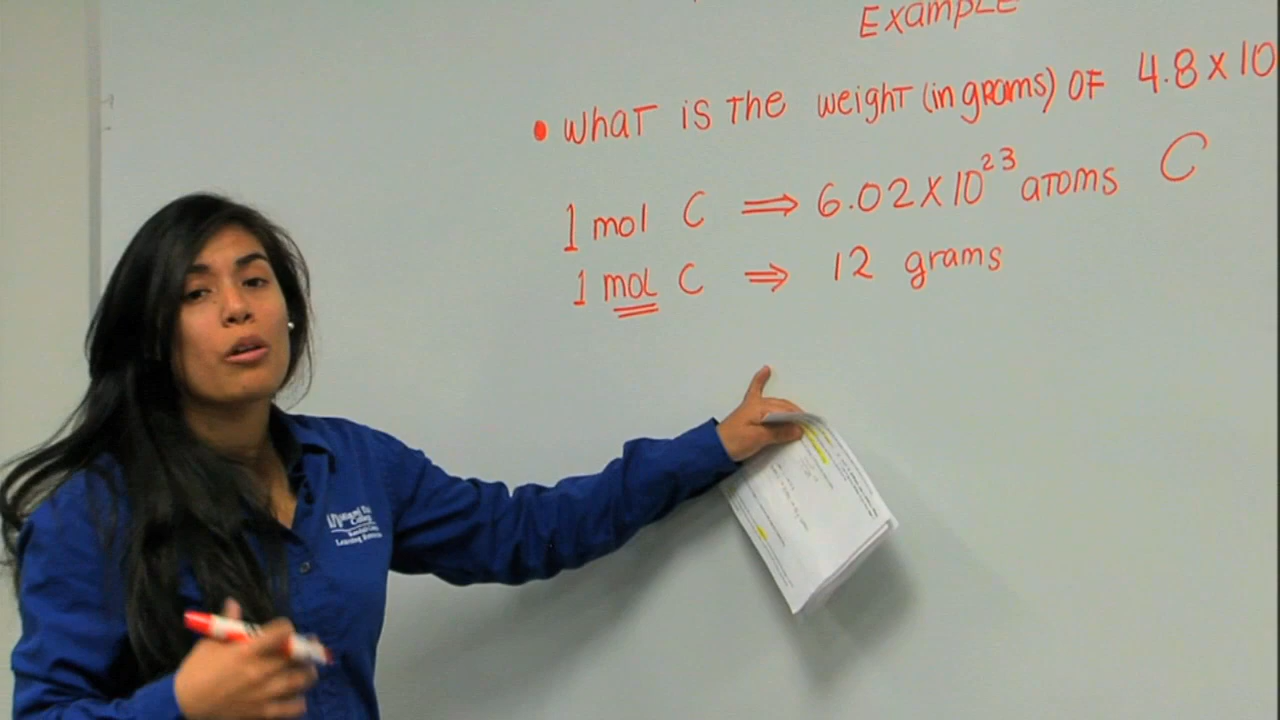 Example
• What is the weight (in grams) of 4.8 x 10
1 mol C ⇒ 6.02 x 10²³ atoms C
1 mol C ⇒ 12 grams